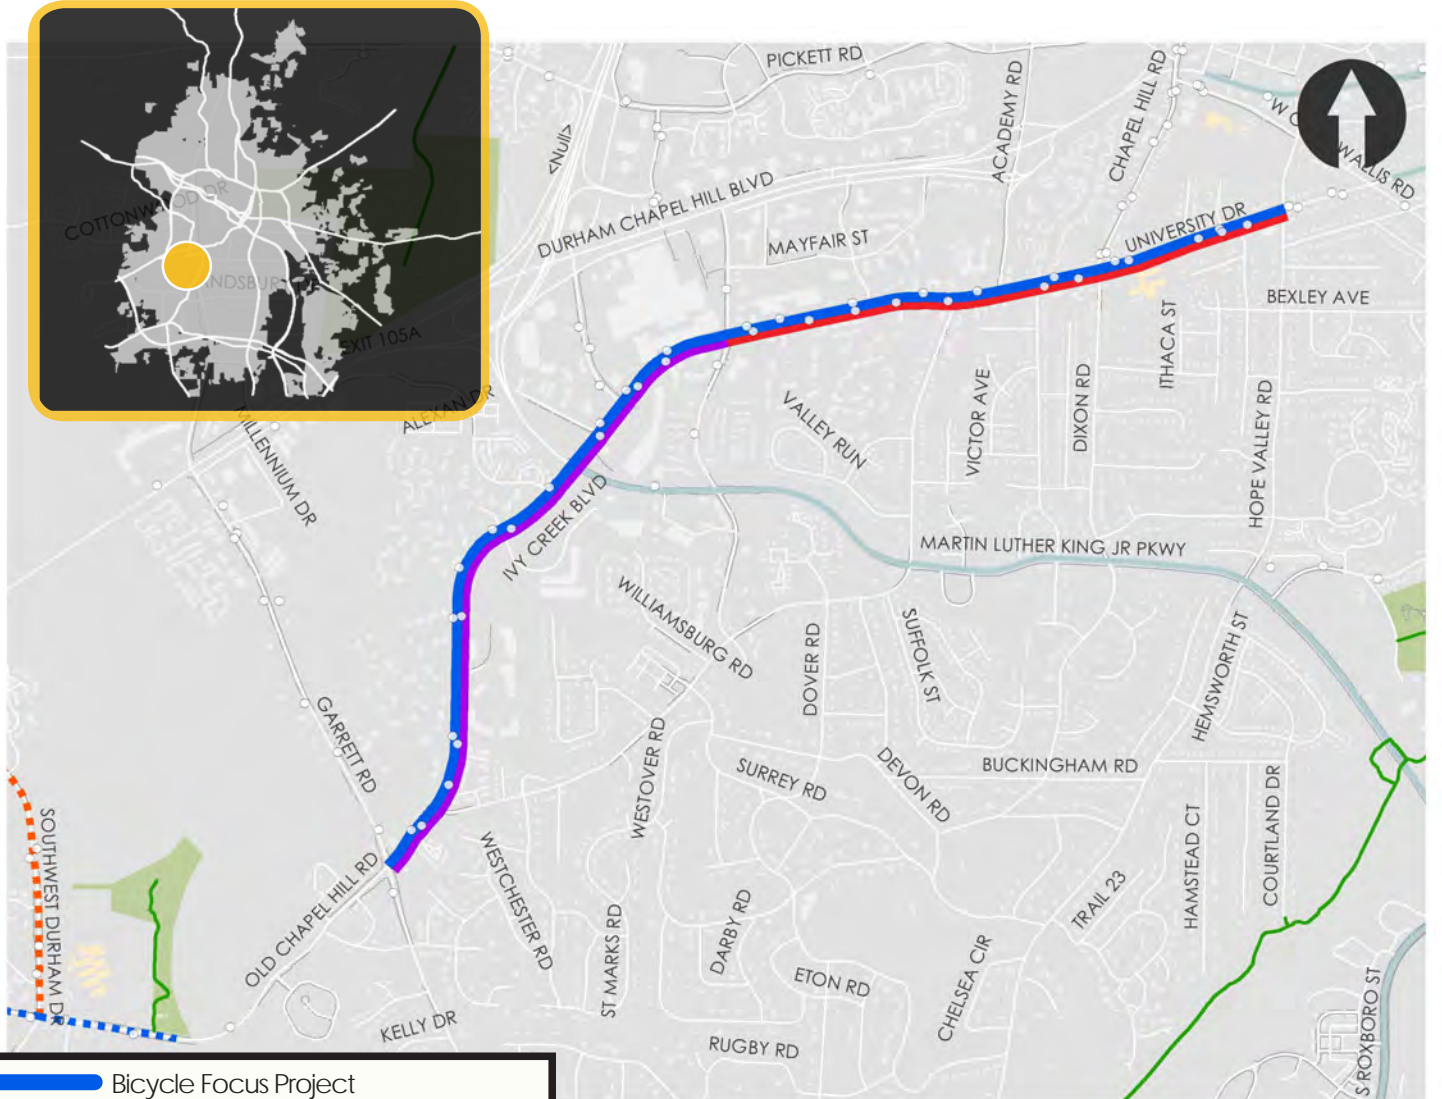 PICKETT RD
ACADEMY RD
CHAPEL HILL RD
WALLIS RD
<Null>
DURHAM CHAPEL HILL BLVD
MAYFAIR ST
UNIVERSITY DR
BEXLEY AVE
COTTONWOOD DR
EXIT 105A
ALEXAN DR
MILLENNIUM DR
ITHACA ST
VICTOR AVE
DIXON RD
HOPE VALLEY RD
VALLEY RUN
IVY CREEK BLVD
MARTIN LUTHER KING JR PKWY
WILLIAMSBURG RD
DOVER RD
SUFFOLK ST
HEMSWORTH ST
GARRETT RD
WESTOVER RD
SURREY RD
DEVON RD
BUCKINGHAM RD
COURTLAND DR
HAMSTEAD CT
SOUTHWEST DURHAM DR
OLD CHAPEL HILL RD
WESTCHESTER RD
ST MARKS RD
DARBY RD
TRAIL 23
ETON RD
CHELSEA CIR
KELLY DR
RUGBY RD
S ROXBORO ST
Bicycle Focus Project